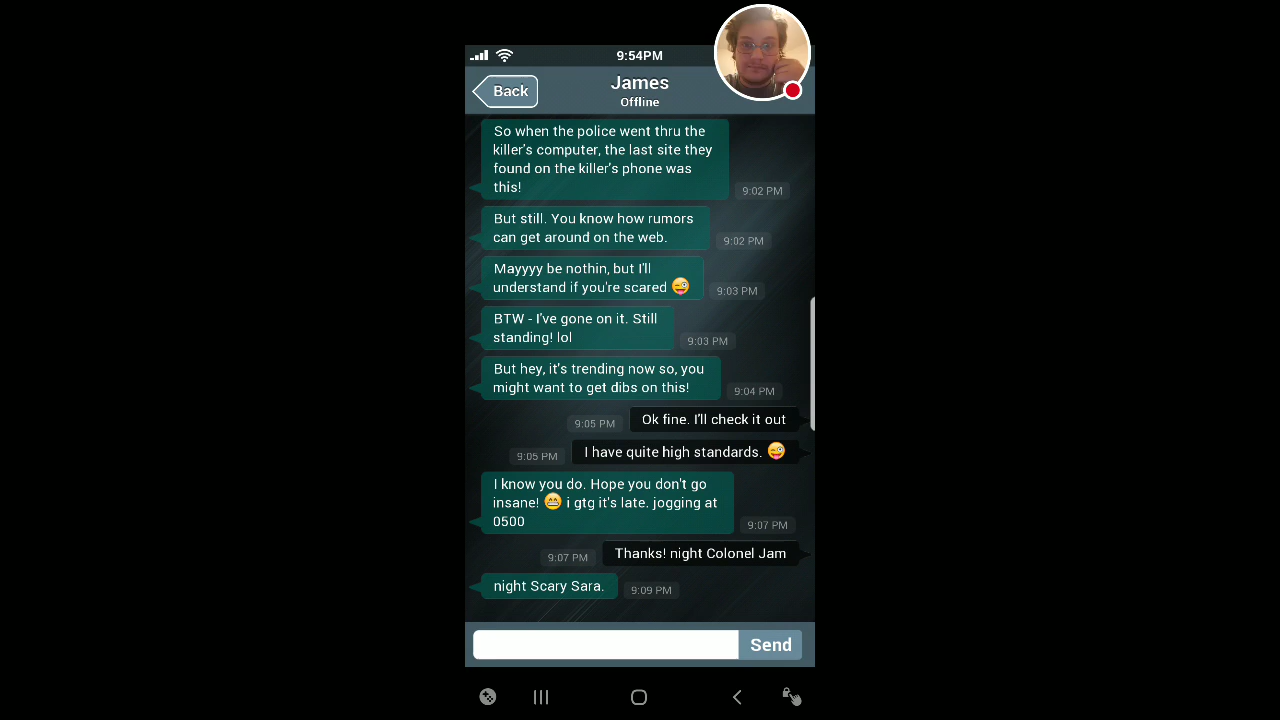 9:54PM
Back
James
Offline
So when the police went thru the
killer's computer, the last site they
found on the killer's phone was
this!
9:02 PM
But still. You know how rumors
can get around on the web.
9:02 PM
Mayyyy be nothin, but I'll
understand if you're scared 😜
9:03 PM
BTW - I've gone on it. Still
standing! lol
9:03 PM
But hey, it's trending now so, you
might want to get dibs on this!
9:04 PM
9:05 PM
Ok fine. I'll check it out
9:05 PM
I have quite high standards. 😜
I know you do. Hope you don't go
insane! 😁 i gtg it's late. jogging at
0500
9:07 PM
9:07 PM
Thanks! night Colonel Jam
night Scary Sara.
9:09 PM
Send